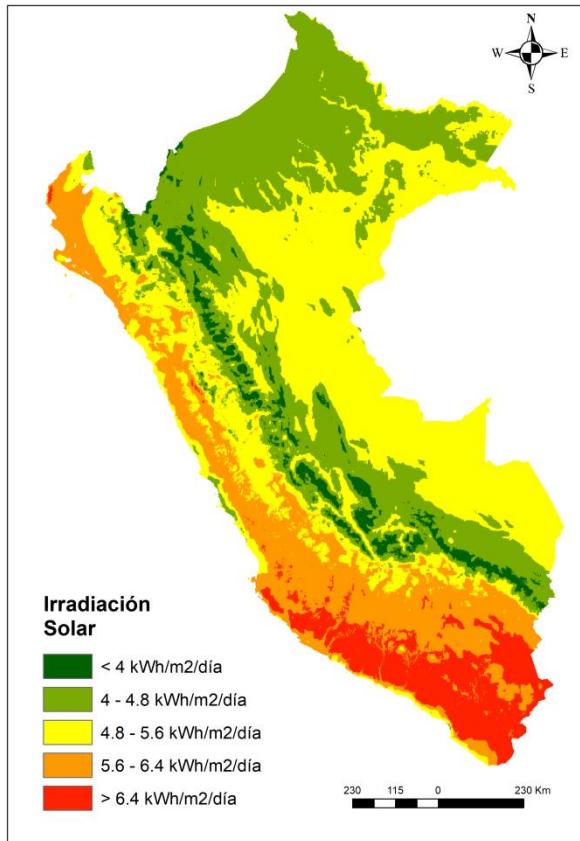 N
W E
S
Irradiación
Solar
< 4 kWh/m2/día
4 - 4.8 kWh/m2/día
4.8 - 5.6 kWh/m2/día
5.6 - 6.4 kWh/m2/día
> 6.4 kWh/m2/día
230 115 0 230 Km